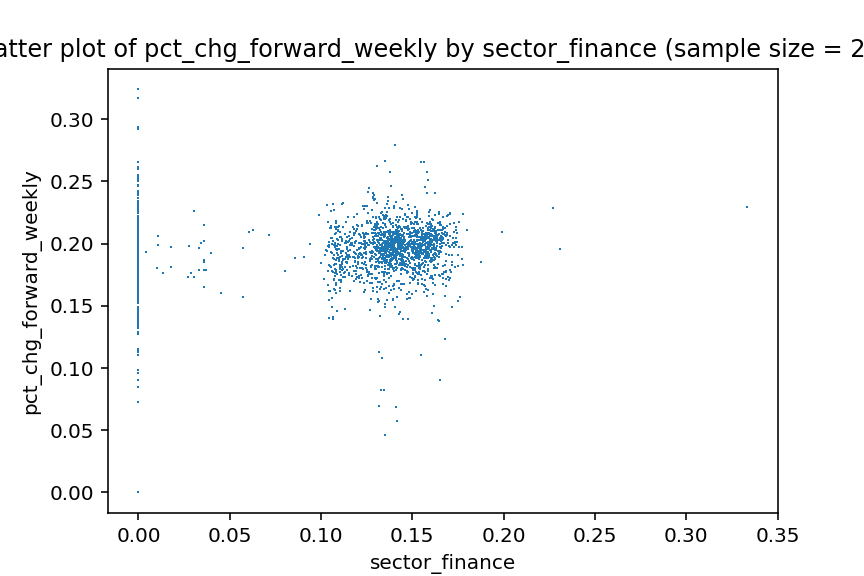 atter plot of pct_chg_forward_weekly by sector_finance (sample size = 2
0.30
0.25
0.20
0.15
0.10
0.05
0.00
pct_chg_forward_weekly
0.00 0.05 0.10 0.15 0.20 0.25 0.30 0.35
sector_finance